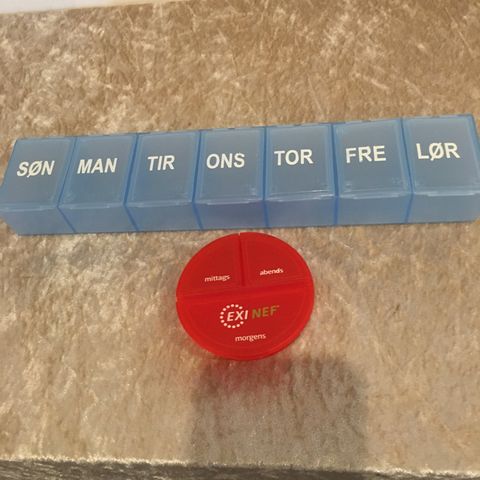 SØN MAN TIR ONS TOR FRE LØR
mittags abends
EXI NEF
morgens